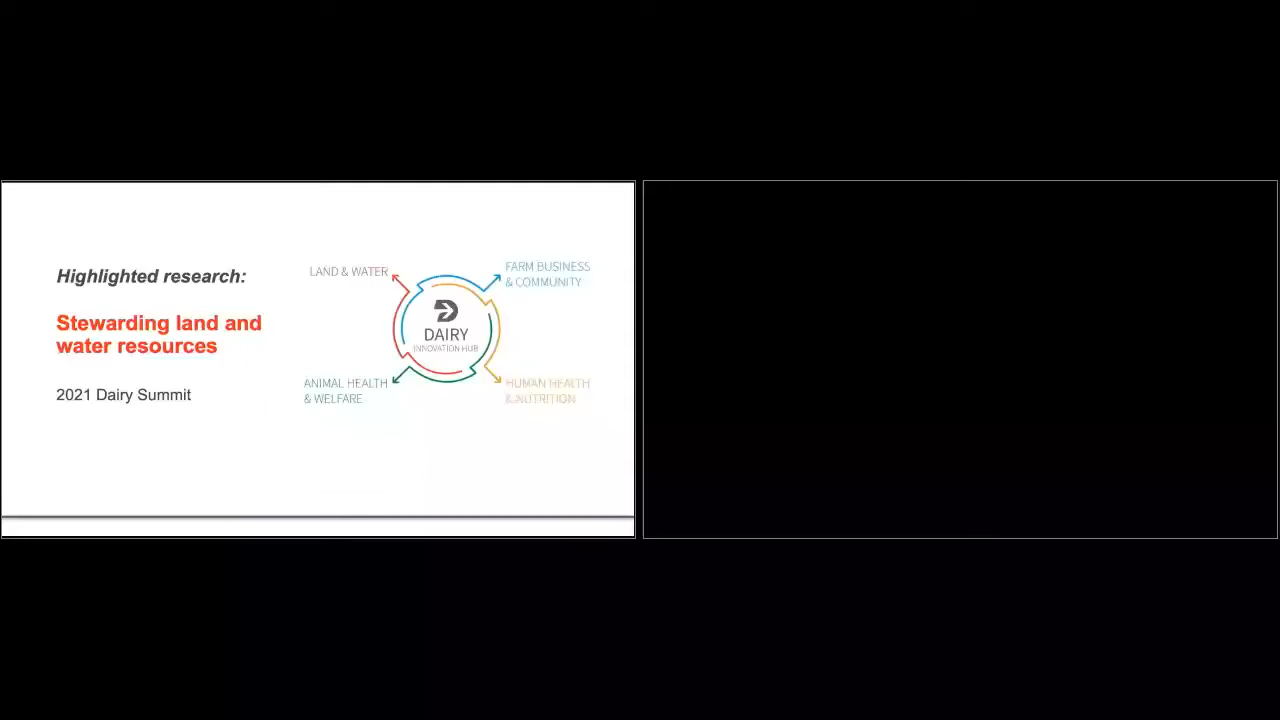 Highlighted research:
Stewarding land and
water resources
2021 Dairy Summit
LAND & WATER
FARM BUSINESS
& COMMUNITY
DAIRY
INNOVATION HUB
ANIMAL HEALTH
& WELFARE
HUMAN HEALTH
& NUTRITION